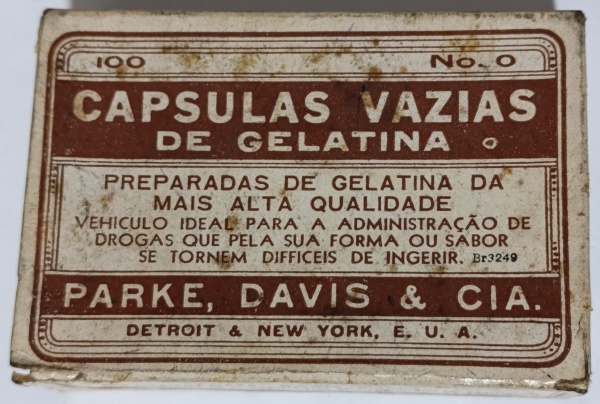 100 No. 0
CAPSULAS VAZIAS
DE GELATINA
PREPARADAS DE GELATINA DA
MAIS ALTA QUALIDADE
VEHICULO IDEAL PARA A ADMINISTRAÇÃO DE
DROGAS QUE PELA SUA FORMA OU SABOR
SE TORNEM DIFFICEIS DE INGERIR. Br3249
PARKE, DAVIS & CIA.
DETROIT & NEW YORK, E. U. A.